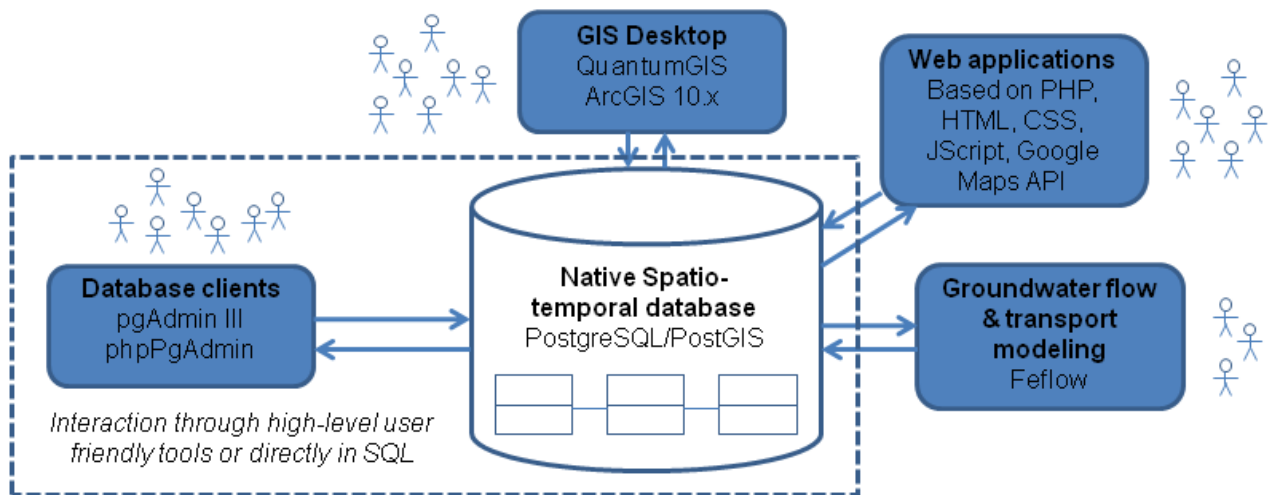 GIS Desktop
QuantumGIS
ArcGIS 10.x
Web applications
Based on PHP,
HTML, CSS,
JScript, Google
Maps API
Database clients
pgAdmin III
phpPgAdmin
Interaction through high-level user
friendly tools or directly in SQL
Native Spatio-
temporal database
PostgreSQL/PostGIS
Groundwater flow
& transport
modeling
Feflow